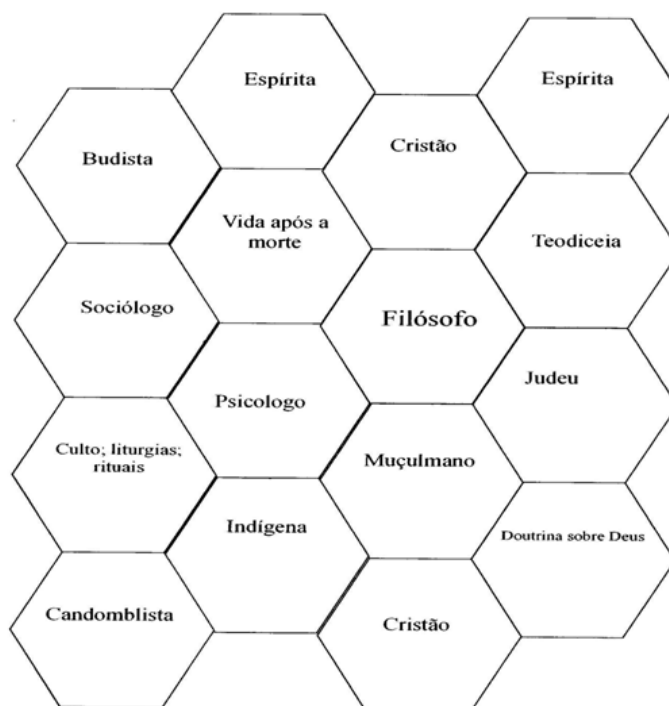 Espírita
Espírita
Cristão
Budista
Vida após a
morte
Teodiceia
Sociólogo
Filósofo
Judeu
Psicologo
Culto; liturgias;
rituais
Muçulmano
Indígena
Doutrina sobre Deus
Candomblista
Cristão